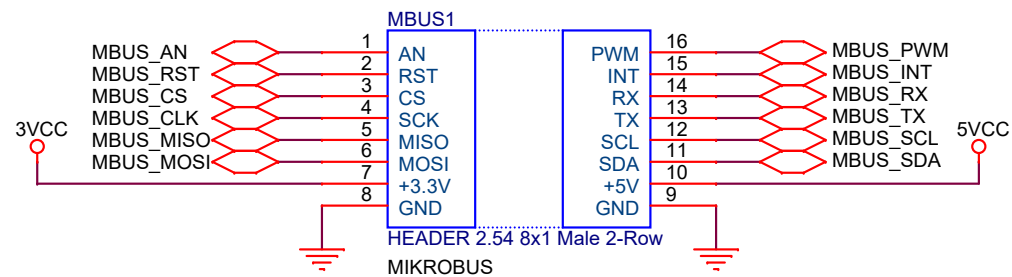 MBUS1
MBUS_AN 1 AN PWM 16 MBUS_PWM
MBUS_RST 2 RST INT 15 MBUS_INT
MBUS_CS 3 CS RX 14 MBUS_RX
MBUS_CLK 4 SCK TX 13 MBUS_TX
3VCC MBUS_MISO 5 MISO SCL 12 MBUS_SCL 5VCC
MBUS_MOSI 6 MOSI SDA 11 MBUS_SDA
7 +3.3V +5V 10
8 GND GND 9
HEADER 2.54 8x1 Male 2-Row
MIKROBUS